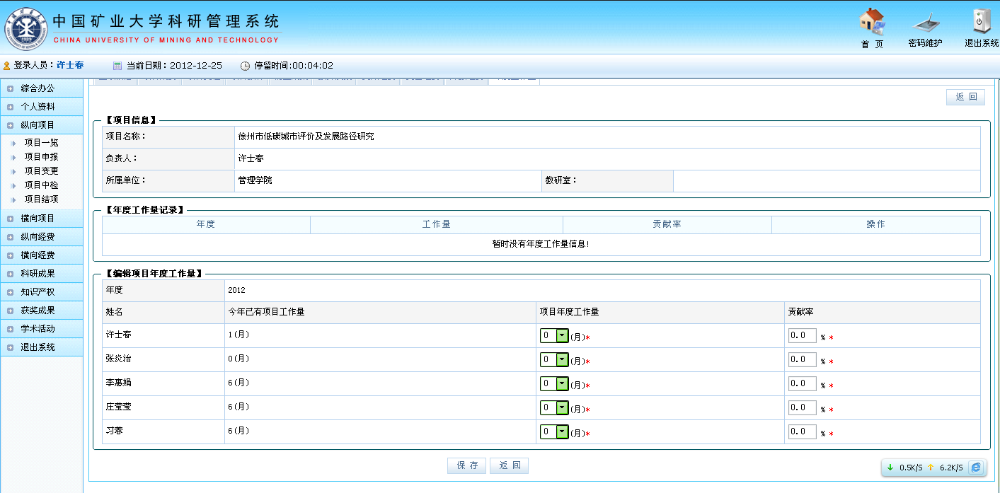 中国矿业大学科研管理系统
CHINA UNIVERSITY OF MINING AND TECHNOLOGY
首 页 密码维护 退出系统
登录人员：许士春 当前日期：2012-12-25 停留时间:00:04:02
综合办公
个人资料
纵向项目
项目一览
项目申报
项目变更
项目中检
项目结项
横向项目
纵向经费
横向经费
科研成果
知识产权
获奖成果
学术活动
退出系统
返 回
【项目信息】
项目名称： 徐州市低碳城市评价及发展路径研究
负责人： 许士春
所属单位： 管理学院 教研室：
【年度工作量记录】
年度 工作量 贡献率 操作
暂时没有年度工作量信息!
【编辑项目年度工作量】
年度 2012
姓名 今年已有项目工作量 项目年度工作量 贡献率
许士春 1(月) 0 (月)* 0.0 % *
张炎治 0(月) 0 (月)* 0.0 % *
李惠娟 6(月) 0 (月)* 0.0 % *
庄莹莹 6(月) 0 (月)* 0.0 % *
习蓉 6(月) 0 (月)* 0.0 % *
保 存 返 回
0.5K/S 6.2K/S